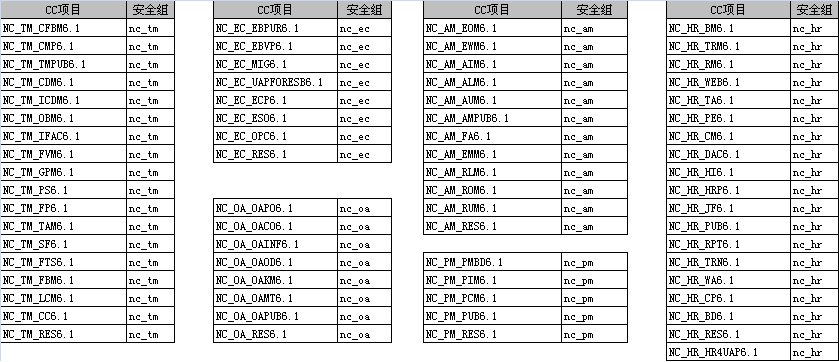 CC项目 安全组
NC_TM_CFBM6.1 nc_tm
NC_TM_CMP6.1 nc_tm
NC_TM_TMPUB6.1 nc_tm
NC_TM_CDM6.1 nc_tm
NC_TM_ICDM6.1 nc_tm
NC_TM_OBM6.1 nc_tm
NC_TM_IFAC6.1 nc_tm
NC_TM_FVM6.1 nc_tm
NC_TM_GPM6.1 nc_tm
NC_TM_PS6.1 nc_tm
NC_TM_FP6.1 nc_tm
NC_TM_TAM6.1 nc_tm
NC_TM_SF6.1 nc_tm
NC_TM_FTS6.1 nc_tm
NC_TM_FBM6.1 nc_tm
NC_TM_LCM6.1 nc_tm
NC_TM_CC6.1 nc_tm
NC_TM_RES6.1 nc_tm
CC项目 安全组
NC_EC_EBPUR6.1 nc_ec
NC_EC_EBVP6.1 nc_ec
NC_EC_MIG6.1 nc_ec
NC_EC_UAPFORESB6.1 nc_ec
NC_EC_ECP6.1 nc_ec
NC_EC_ESO6.1 nc_ec
NC_EC_OPC6.1 nc_ec
NC_EC_RES6.1 nc_ec
NC_OA_OAPO6.1 nc_oa
NC_OA_OACO6.1 nc_oa
NC_OA_OAINF6.1 nc_oa
NC_OA_OAOD6.1 nc_oa
NC_OA_OAKM6.1 nc_oa
NC_OA_OAMT6.1 nc_oa
NC_OA_OAPUB6.1 nc_oa
NC_OA_RES6.1 nc_oa
CC项目 安全组
NC_AM_EOM6.1 nc_am
NC_AM_EWM6.1 nc_am
NC_AM_AIM6.1 nc_am
NC_AM_ALM6.1 nc_am
NC_AM_AUM6.1 nc_am
NC_AM_AMPUB6.1 nc_am
NC_AM_FA6.1 nc_am
NC_AM_EMM6.1 nc_am
NC_AM_RLM6.1 nc_am
NC_AM_ROM6.1 nc_am
NC_AM_RUM6.1 nc_am
NC_AM_RES6.1 nc_am
NC_PM_PMBD6.1 nc_pm
NC_PM_PIM6.1 nc_pm
NC_PM_PCM6.1 nc_pm
NC_PM_PUB6.1 nc_pm
NC_PM_RES6.1 nc_pm
CC项目 安全组
NC_HR_BM6.1 nc_hr
NC_HR_TRM6.1 nc_hr
NC_HR_RM6.1 nc_hr
NC_HR_WEB6.1 nc_hr
NC_HR_TA6.1 nc_hr
NC_HR_PE6.1 nc_hr
NC_HR_CM6.1 nc_hr
NC_HR_DAC6.1 nc_hr
NC_HR_HI6.1 nc_hr
NC_HR_HRP6.1 nc_hr
NC_HR_JF6.1 nc_hr
NC_HR_PUB6.1 nc_hr
NC_HR_RPT6.1 nc_hr
NC_HR_TRN6.1 nc_hr
NC_HR_WA6.1 nc_hr
NC_HR_CP6.1 nc_hr
NC_HR_BD6.1 nc_hr
NC_HR_RES6.1 nc_hr
NC_HR_HR4UAP6.1 nc_hr